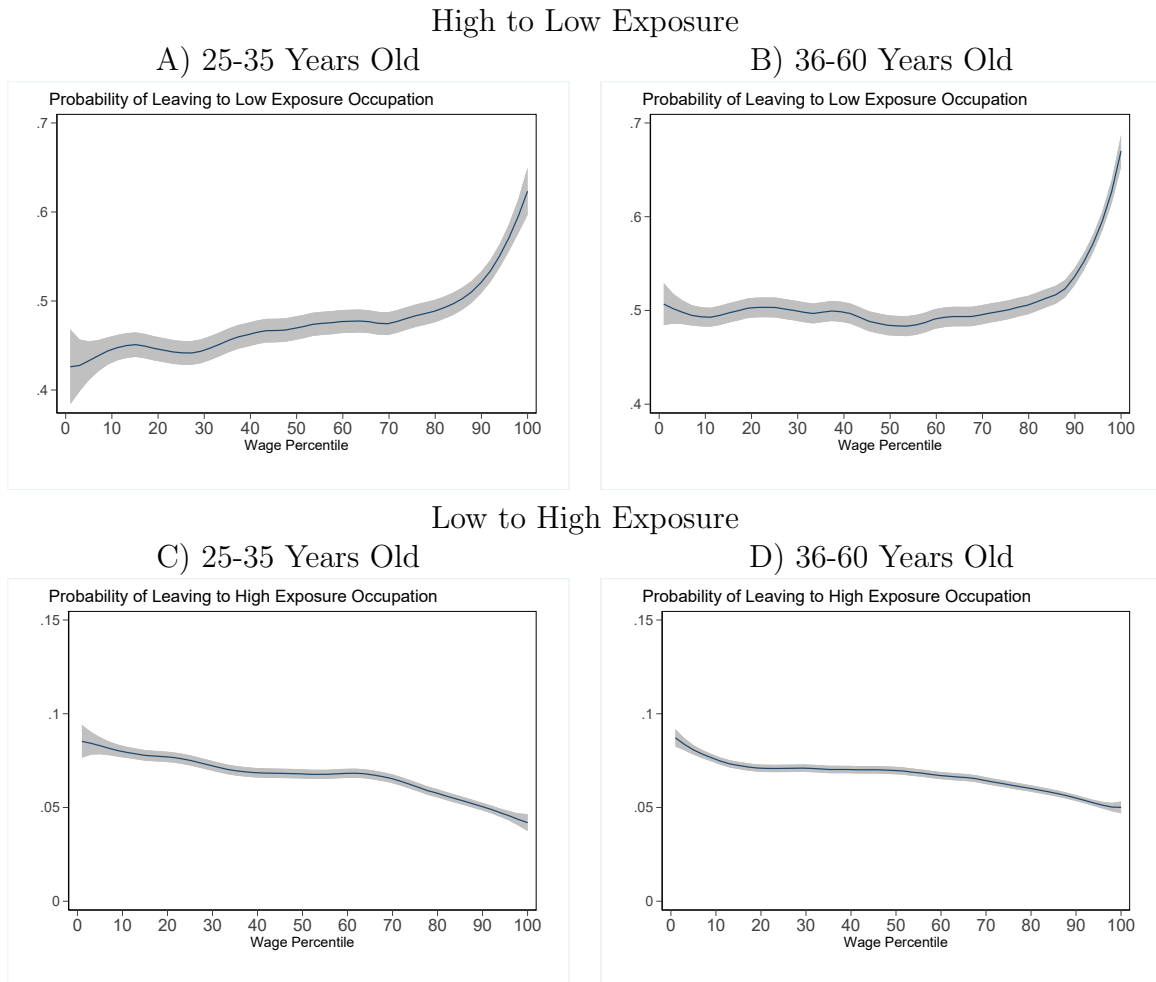 High to Low Exposure
A) 25-35 Years Old
B) 36-60 Years Old
Probability of Leaving to Low Exposure Occupation
.7
.6
.5
.4
0 10 20 30 40 50 60 70 80 90 100
Wage Percentile
Probability of Leaving to Low Exposure Occupation
.7
.6
.5
.4
0 10 20 30 40 50 60 70 80 90 100
Wage Percentile
Low to High Exposure
C) 25-35 Years Old
D) 36-60 Years Old
Probability of Leaving to High Exposure Occupation
.15
.1
.05
0
0 10 20 30 40 50 60 70 80 90 100
Wage Percentile
Probability of Leaving to High Exposure Occupation
.15
.1
.05
0
0 10 20 30 40 50 60 70 80 90 100
Wage Percentile